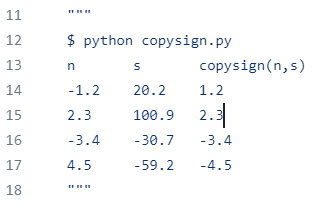 11 """
12 $ python copysign.py
13 n s copysign(n,s)
14 -1.2 20.2 1.2
15 2.3 100.9 2.3
16 -3.4 -30.7 -3.4
17 4.5 -59.2 -4.5
18 """